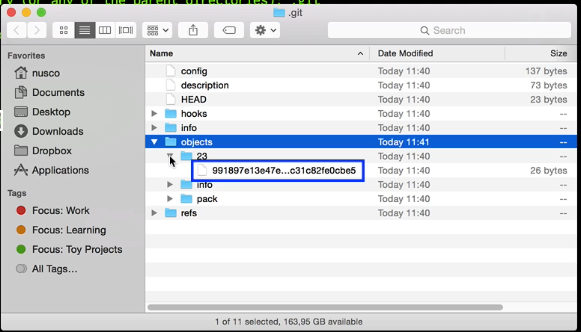 y (or any of the parent directories): .git
.git
Search
Favorites
nusco
Documents
Desktop
Downloads
Dropbox
Applications
Tags
Focus: Work
Focus: Learning
Focus: Toy Projects
All Tags...
Name Date Modified Size
config Today 11:40 137 bytes
description Today 11:40 73 bytes
HEAD Today 11:40 23 bytes
hooks Today 11:40 --
info Today 11:40 --
objects Today 11:41 --
23 Today 11:40 --
991897e13e47e...c31c82fe0cbe5 Today 11:40 26 bytes
info Today 11:40 --
pack Today 11:40 --
refs Today 11:40 --
1 of 11 selected, 163,95 GB available